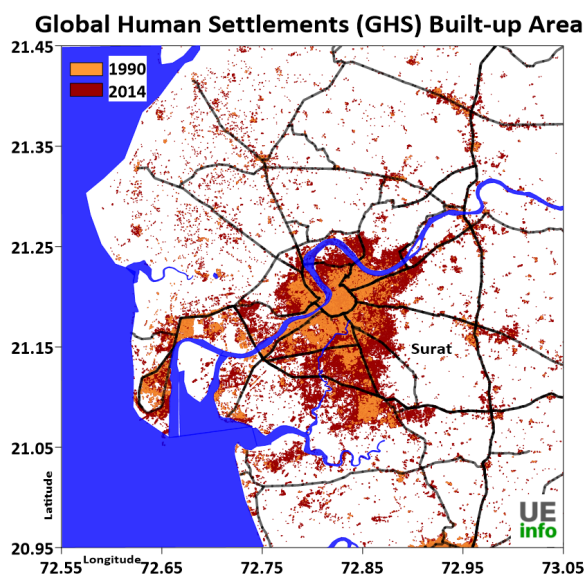 Global Human Settlements (GHS) Built-up Area
21.45
1990
2014
21.35
21.25
21.15
Surat
21.05
Latitude
UE
info
20.95
Longitude
72.55
72.65
72.75
72.85
72.95
73.05